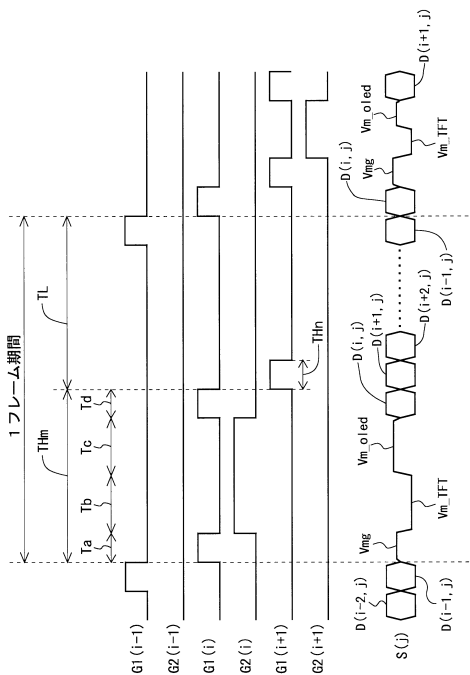 1フレーム期間
THm
TL
Ta
Tb
Tc
Td
G1(i−1)
G2(i−1)
G1(i)
G2(i)
G1(i+1)
THn
G2(i+1)
S(j)
D(i−2, j)
D(i−1, j)
Vmg
Vm_TFT
Vm_oled
D(i, j)
D(i+1, j)
D(i+2, j)
D(i−1, j)
D(i, j)
Vmg
Vm_TFT
Vm_oled
D(i+1, j)